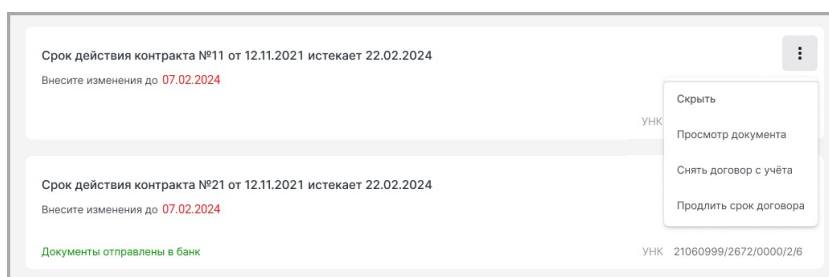 Срок действия контракта №11 от 12.11.2021 истекает 22.02.2024
Внесите изменения до 07.02.2024
УНК
Скрыть
Просмотр документа
Снять договор с учёта
Продлить срок договора
Срок действия контракта №21 от 12.11.2021 истекает 22.02.2024
Внесите изменения до 07.02.2024
Документы отправлены в банк
УНК 21060999/2672/0000/2/6